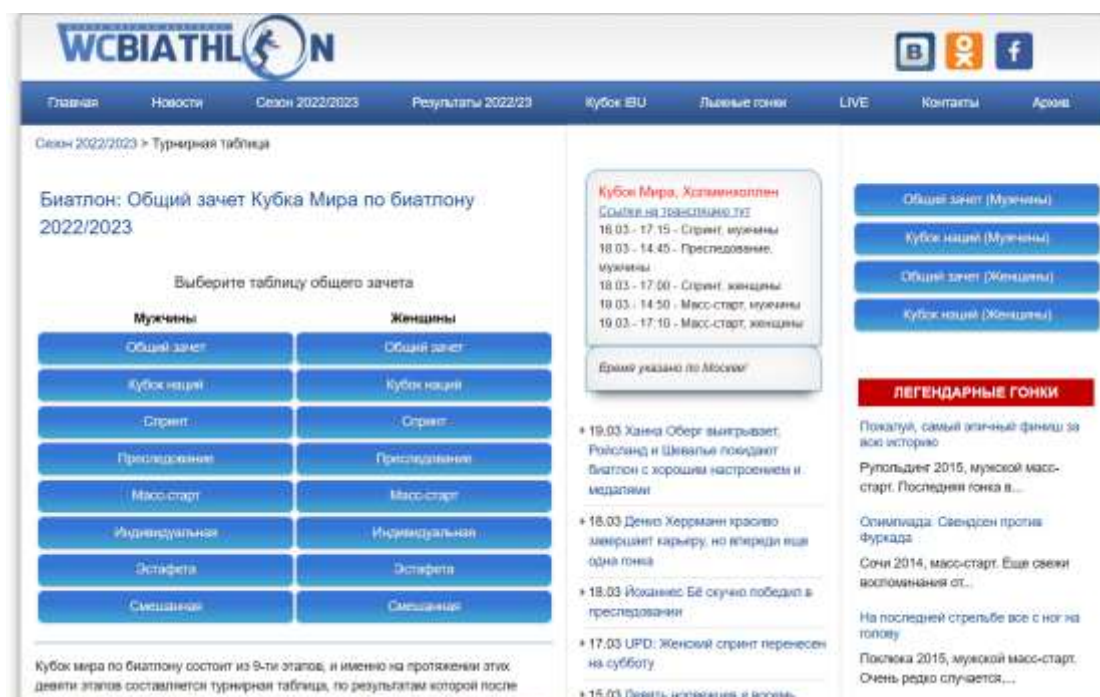 WCBIATHLON
Главная Новости Сезон 2022/2023 Результаты 2022/23 Кубок IBU Лыжные гонки LIVE Контакты Архив
Сезон 2022/2023 > Турнирная таблица
Биатлон: Общий зачет Кубка Мира по биатлону
2022/2023
Выберите таблицу общего зачета
Мужчины Женщины
Общий зачет Общий зачет
Кубок наций Кубок наций
Спринт Спринт
Преследование Преследование
Масс-старт Масс-старт
Индивидуальная Индивидуальная
Эстафета Эстафета
Смешанная Смешанная
Кубок мира по биатлону состоит из 9-ти этапов, и именно на протяжении этих
девяти этапов составляется турнирная таблица, по результатам которой после
Кубок Мира, Холменколлен
Ссылки на трансляцию тут
16.03 - 17:15 - Спринт, мужчины
18.03 - 14:45 - Преследование,
мужчины
18.03 - 17:00 - Спринт, женщины
19.03 - 14:50 - Масс-старт, мужчины
19.03 - 17:10 - Масс-старт, женщины
Время указано по Москве!
19.03 Ханна Оберг выигрывает,
Ройсланд и Шевалье покидают
биатлон с хорошим настроением и
медалями
18.03 Дениз Херрманн красиво
завершает карьеру, но впереди еще
одна гонка
18.03 Йоханнес Бё скучно победил в
преследовании
17.03 UPD: Женский спринт перенесен
на субботу
15.03 Девять норвежцев и восемь
Общий зачет (Мужчины)
Кубок наций (Мужчины)
Общий зачет (Женщины)
Кубок наций (Женщины)
ЛЕГЕНДАРНЫЕ ГОНКИ
Пожалуй, самый эпичный финиш за
всю историю
Рупольдинг 2015, мужской масс-
старт. Последняя гонка в...
Олимпиада. Свендсен против
Фуркада
Сочи 2014, масс-старт. Еще свежи
воспоминания от...
На последней стрельбе все с ног на
голову
Поклюка 2015, мужской масс-старт.
Очень редко случается,...